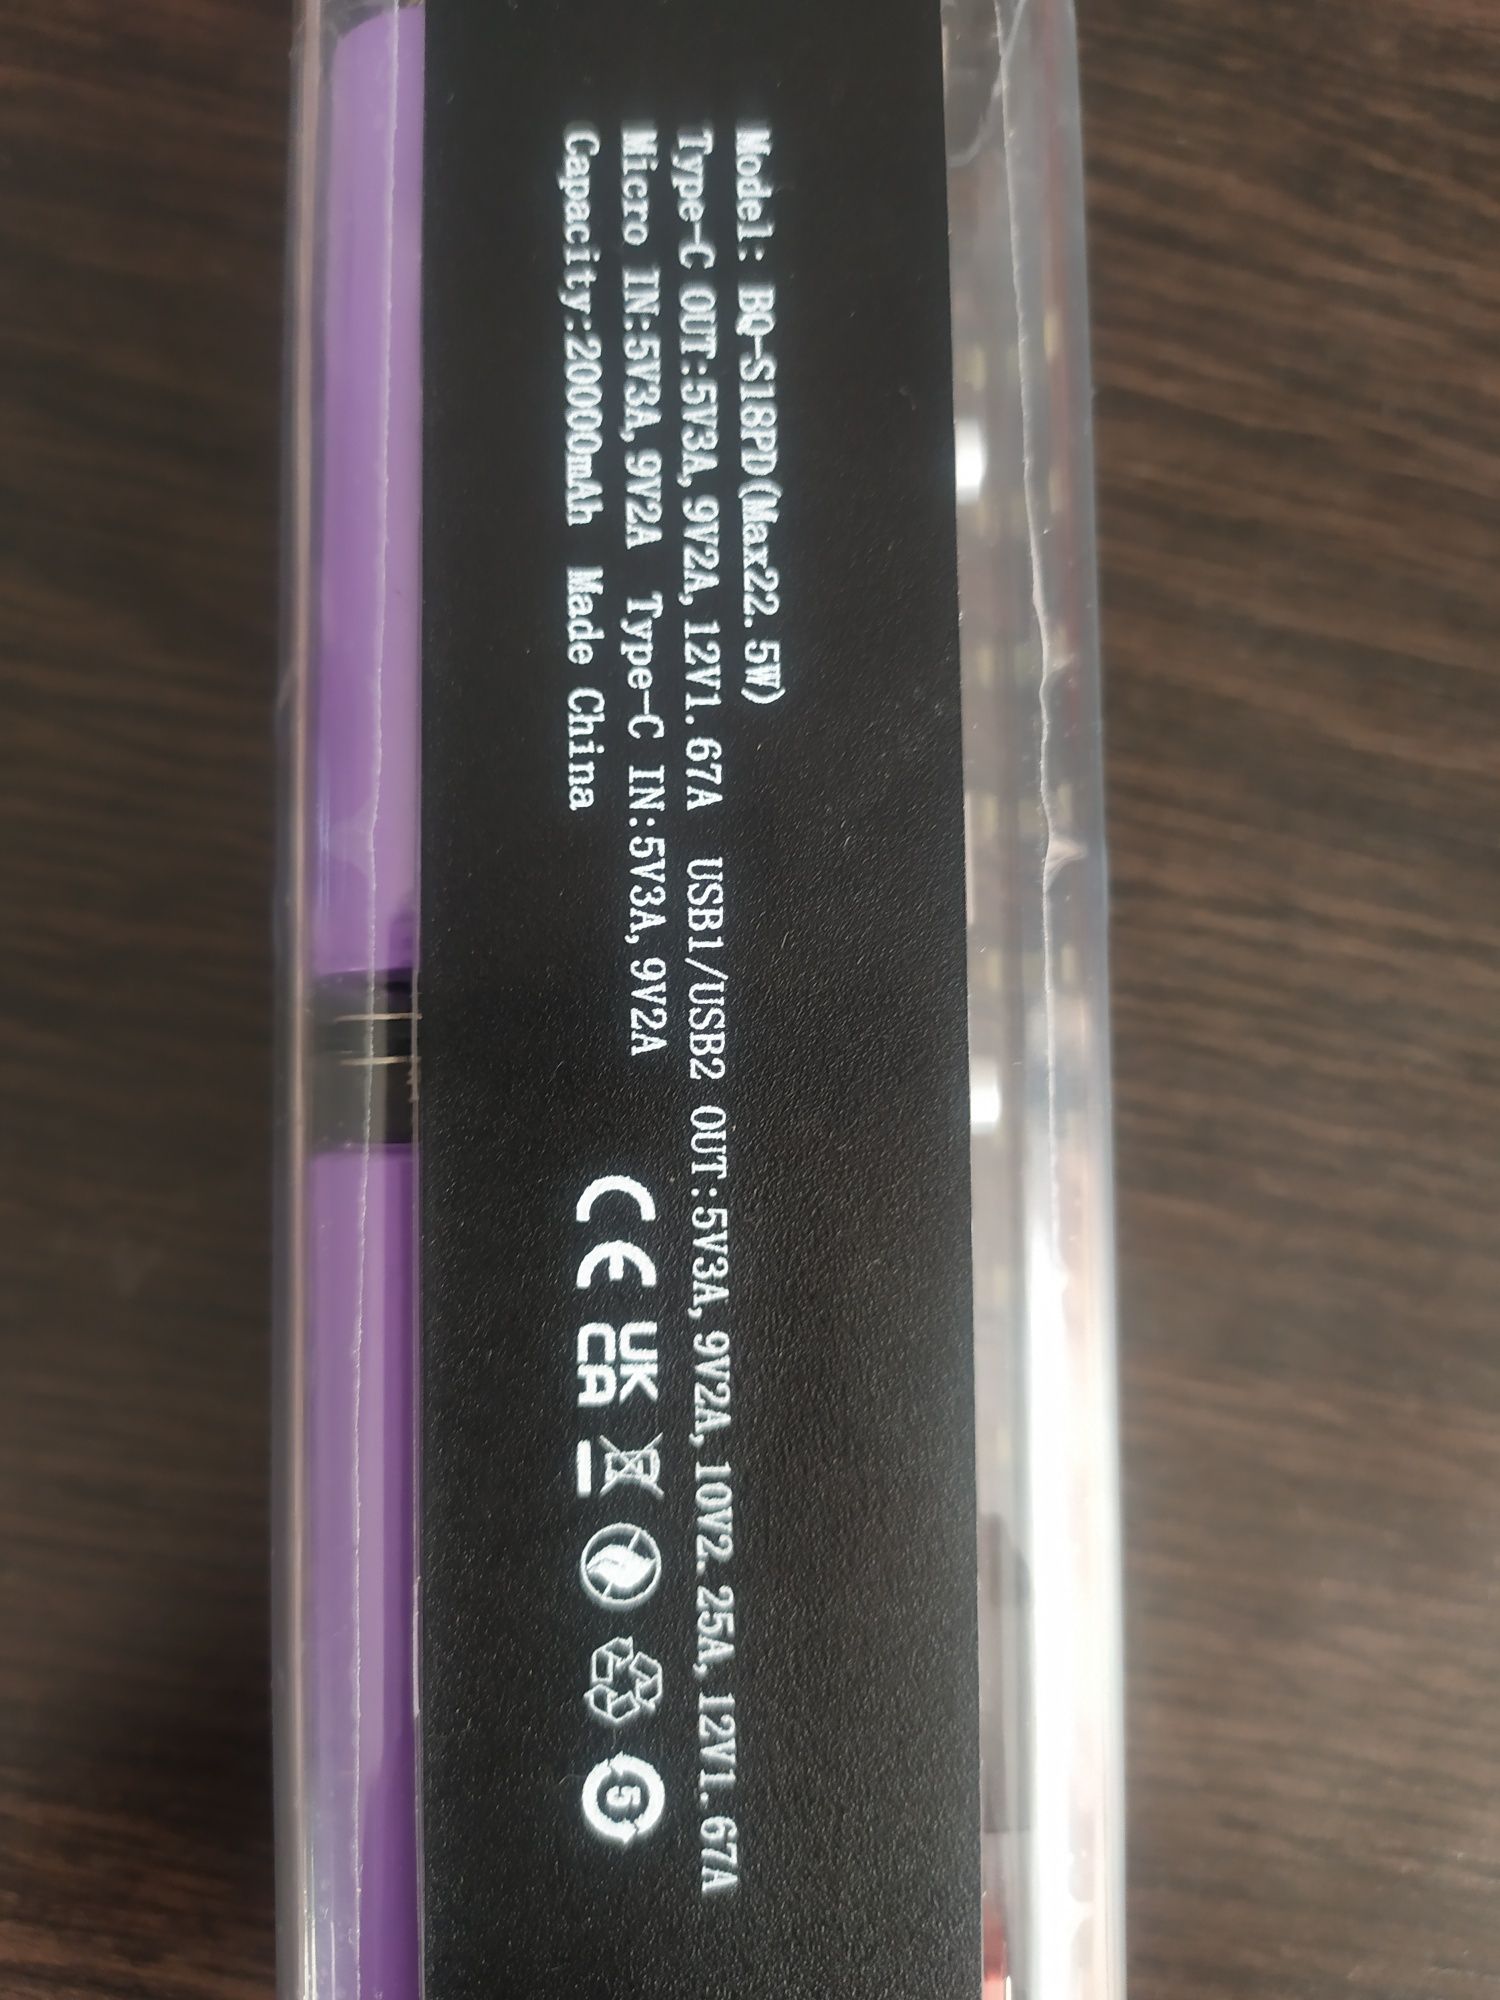 Model: BQ-S18PD(Max22.5W)
Type-C OUT:5V3A,9V2A,12V1.67A USB1/USB2 OUT:5V3A,9V2A,10V2.25A,12V1.67A
Micro IN:5V3A,9V2A Type-C IN:5V3A,9V2A
Capacity:20000mAh Made China
CE UK CA 5